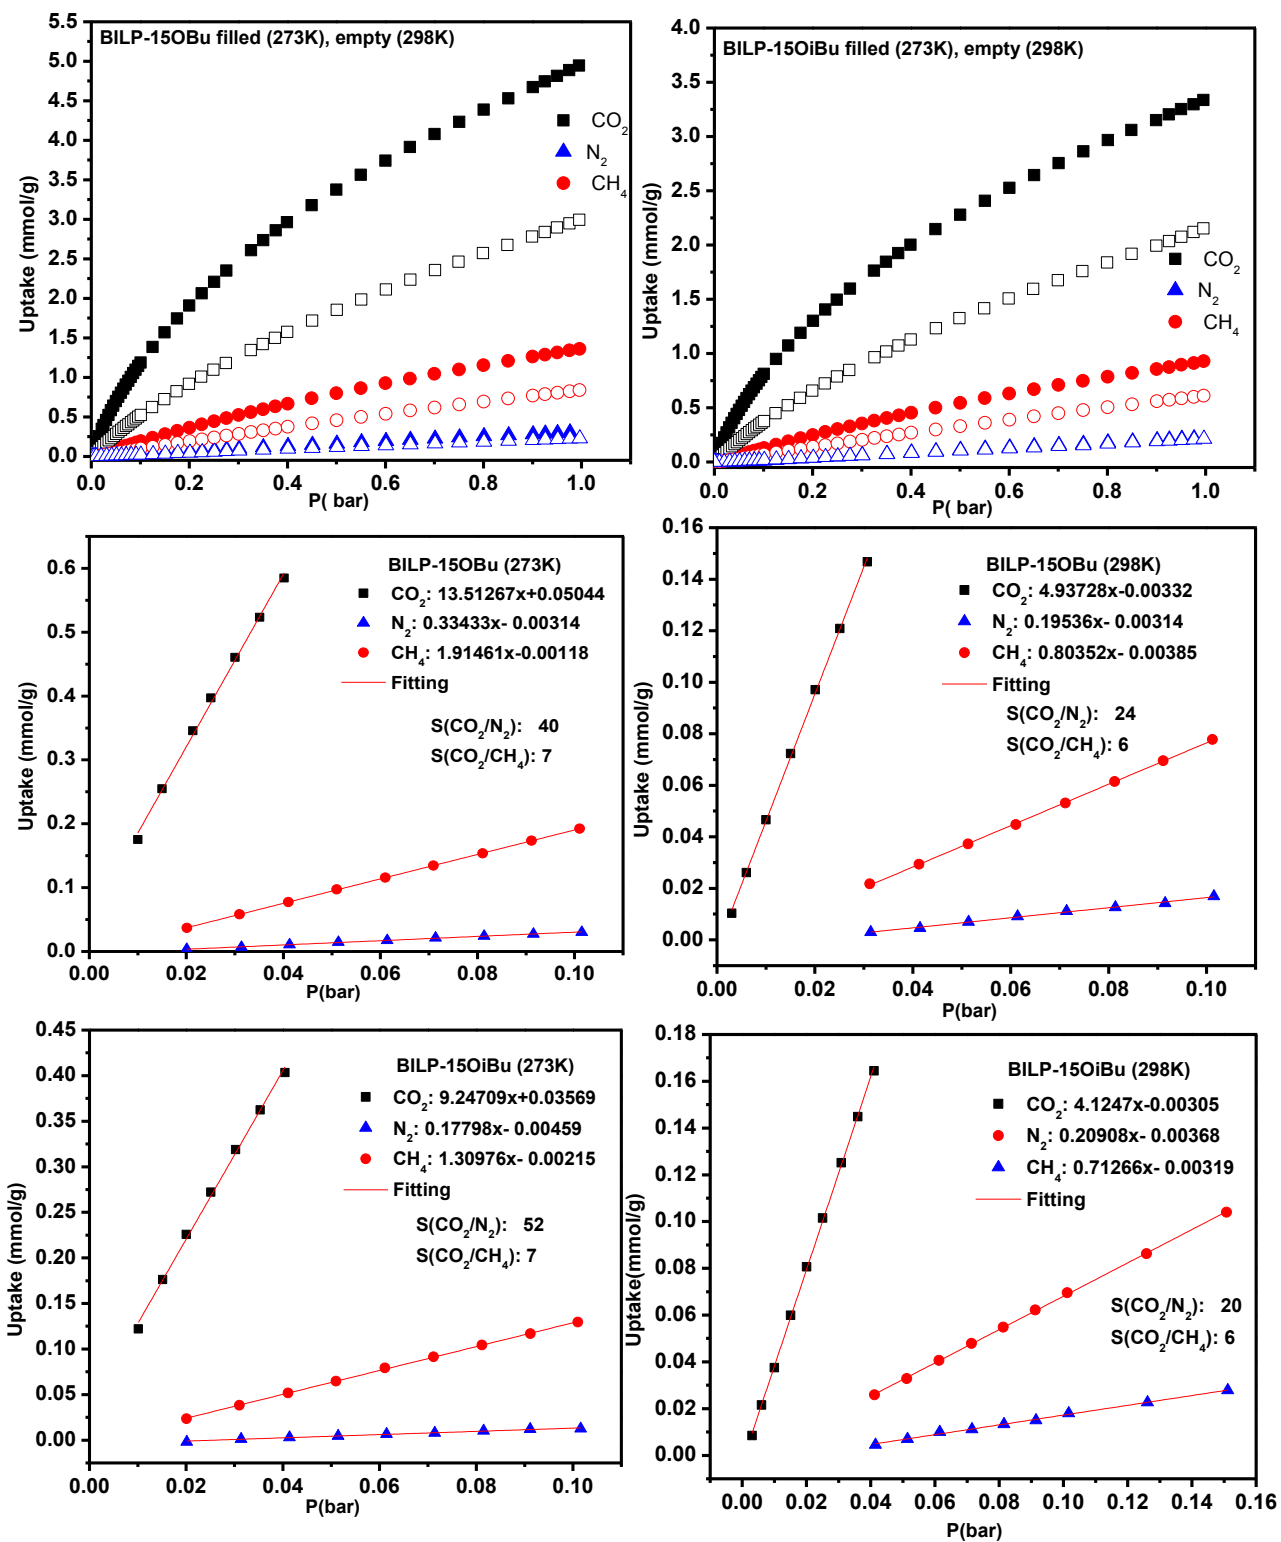 BILP-15OBu filled (273K), empty (298K)
CO2
N2
CH4
Uptake (mmol/g)
5.5
5.0
4.5
4.0
3.5
3.0
2.5
2.0
1.5
1.0
0.5
0.0
0.0 0.2 0.4 0.6 0.8 1.0
P( bar)
BILP-15OiBu filled (273K), empty (298K)
CO2
N2
CH4
Uptake (mmol/g)
4.0
3.5
3.0
2.5
2.0
1.5
1.0
0.5
0.0
0.0 0.2 0.4 0.6 0.8 1.0
P( bar)
BILP-15OBu (273K)
CO2: 13.51267x+0.05044
N2: 0.33433x- 0.00314
CH4: 1.91461x-0.00118
Fitting
S(CO2/N2): 40
S(CO2/CH4): 7
Uptake (mmol/g)
0.6
0.5
0.4
0.3
0.2
0.1
0.0
0.00 0.02 0.04 0.06 0.08 0.10
P(bar)
BILP-15OBu (298K)
CO2: 4.93728x-0.00332
N2: 0.19536x- 0.00314
CH4: 0.80352x- 0.00385
Fitting
S(CO2/N2): 24
S(CO2/CH4): 6
Uptake (mmol/g)
0.16
0.14
0.12
0.10
0.08
0.06
0.04
0.02
0.00
0.00 0.02 0.04 0.06 0.08 0.10
P(bar)
BILP-15OiBu (273K)
CO2: 9.24709x+0.03569
N2: 0.17798x- 0.00459
CH4: 1.30976x- 0.00215
Fitting
S(CO2/N2): 52
S(CO2/CH4): 7
Uptake (mmol/g)
0.45
0.40
0.35
0.30
0.25
0.20
0.15
0.10
0.05
0.00
0.00 0.02 0.04 0.06 0.08 0.10
P(bar)
BILP-15OiBu (298K)
CO2: 4.1247x-0.00305
N2: 0.20908x- 0.00368
CH4: 0.71266x- 0.00319
Fitting
S(CO2/N2): 20
S(CO2/CH4): 6
Uptake(mmol/g)
0.18
0.16
0.14
0.12
0.10
0.08
0.06
0.04
0.02
0.00
0.00 0.02 0.04 0.06 0.08 0.10 0.12 0.14 0.16
P(bar)